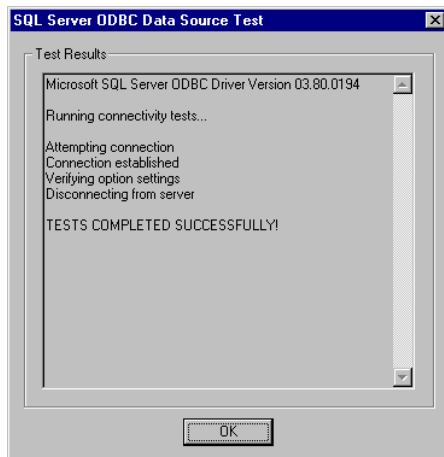 SQL Server ODBC Data Source Test
Test Results
Microsoft SQL Server ODBC Driver Version 03.80.0194
Running connectivity tests...
Attempting connection
Connection established
Verifying option settings
Disconnecting from server
TESTS COMPLETED SUCCESSFULLY!
OK